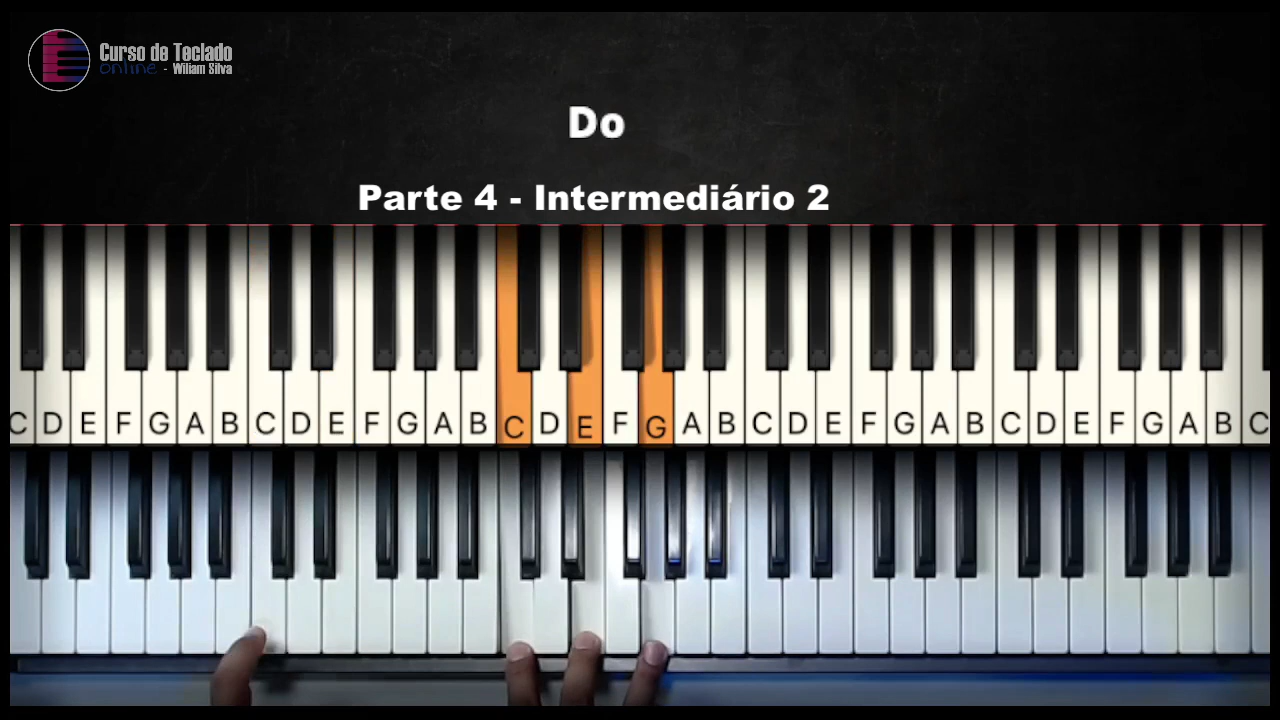 Curso de Teclado
online - Wiliam Silva
Do
Parte 4 - Intermediário 2
C D E F G A B C D E F G A B C D E F G A B C D E F G A B C D E F G A B C